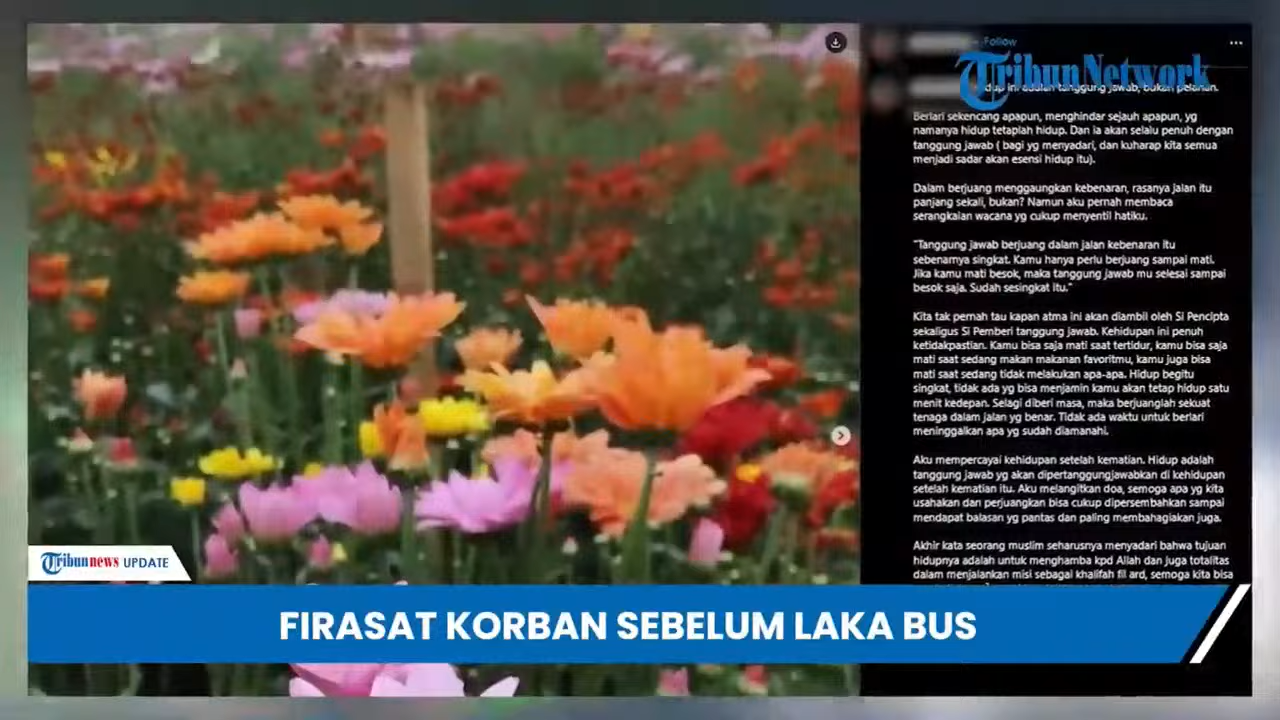 Follow
TribunNetwork
hidup ini adalah tanggung jawab, bukan pelarian.
Berlari sekencang apapun, menghindar sejauh apapun, yg
namanya hidup tetaplah hidup. Dan ia akan selalu penuh dengan
tanggung jawab ( bagi yg menyadari, dan kuharap kita semua
menjadi sadar akan esensi hidup itu).
Dalam berjuang menggaungkan kebenaran, rasanya jalan itu
panjang sekali, bukan? Namun aku pernah membaca
serangkaian wacana yg cukup menyentil hatiku.
"Tanggung jawab berjuang dalam jalan kebenaran itu
sebenarnya singkat. Kamu hanya perlu berjuang sampai mati.
Jika kamu mati besok, maka tanggung jawab mu selesai sampai
besok saja. Sudah sesingkat itu."
Kita tak pernah tau kapan atma ini akan diambil oleh Si Pencipta
sekaligus Si Pemberi tanggung jawab. Kehidupan ini penuh
ketidakpastian. Kamu bisa saja mati saat tertidur, kamu bisa saja
mati saat sedang makan makanan favoritmu, kamu juga bisa
mati saat sedang tidak melakukan apa-apa. Hidup begitu
singkat, tidak ada yg bisa menjamin kamu akan tetap hidup satu
menit kedepan. Selagi diberi masa, maka berjuanglah sekuat
tenaga dalam jalan yg benar. Tidak ada waktu untuk berlari
meninggalkan apa yg sudah diamanahi.
Aku mempercayai kehidupan setelah kematian. Hidup adalah
tanggung jawab yg akan dipertanggungjawabkan di kehidupan
setelah kematian itu. Aku melangitkan doa, semoga apa yg kita
usahakan dan perjuangkan bisa cukup dipersembahkan sampai
mendapat balasan yg pantas dan paling membahagiakan juga.
Akhir kata seorang muslim seharusnya menyadari bahwa tujuan
hidupnya adalah untuk menghamba kpd Allah dan juga totalitas
dalam menjalankan misi sebagai khalifah fil ard, semoga kita bisa
Tribunnews UPDATE
FIRASAT KORBAN SEBELUM LAKA BUS